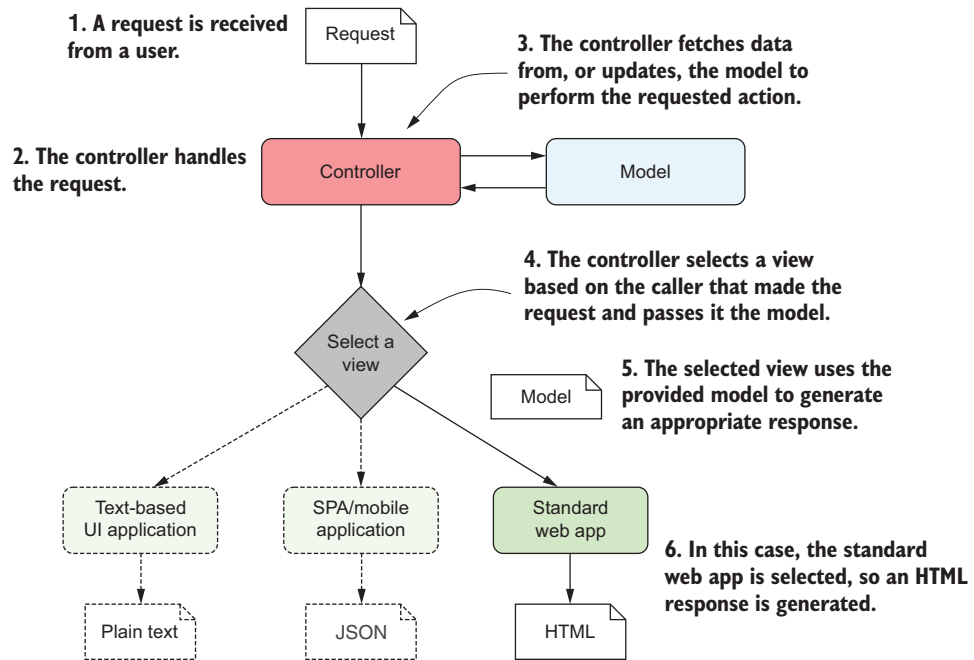 1. A request is received
from a user.
Request
3. The controller fetches data
from, or updates, the model to
perform the requested action.
2. The controller handles
the request.
Controller
Model
4. The controller selects a view
based on the caller that made the
request and passes it the model.
Select a
view
Model
5. The selected view uses the
provided model to generate
an appropriate response.
Text-based
UI application
SPA/mobile
application
Standard
web app
6. In this case, the standard
web app is selected, so an HTML
response is generated.
Plain text
JSON
HTML